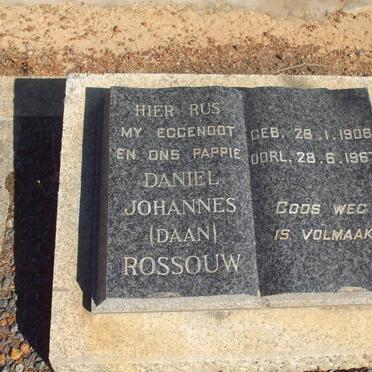 HIER RUS
MY EGGENOOT
EN ONS PAPPIE
DANIEL
JOHANNES
(DAAN)
ROSSOUW
GEB. 28.1.1906
OORL. 28.6.1967
GODS WEG
IS VOLMAAK